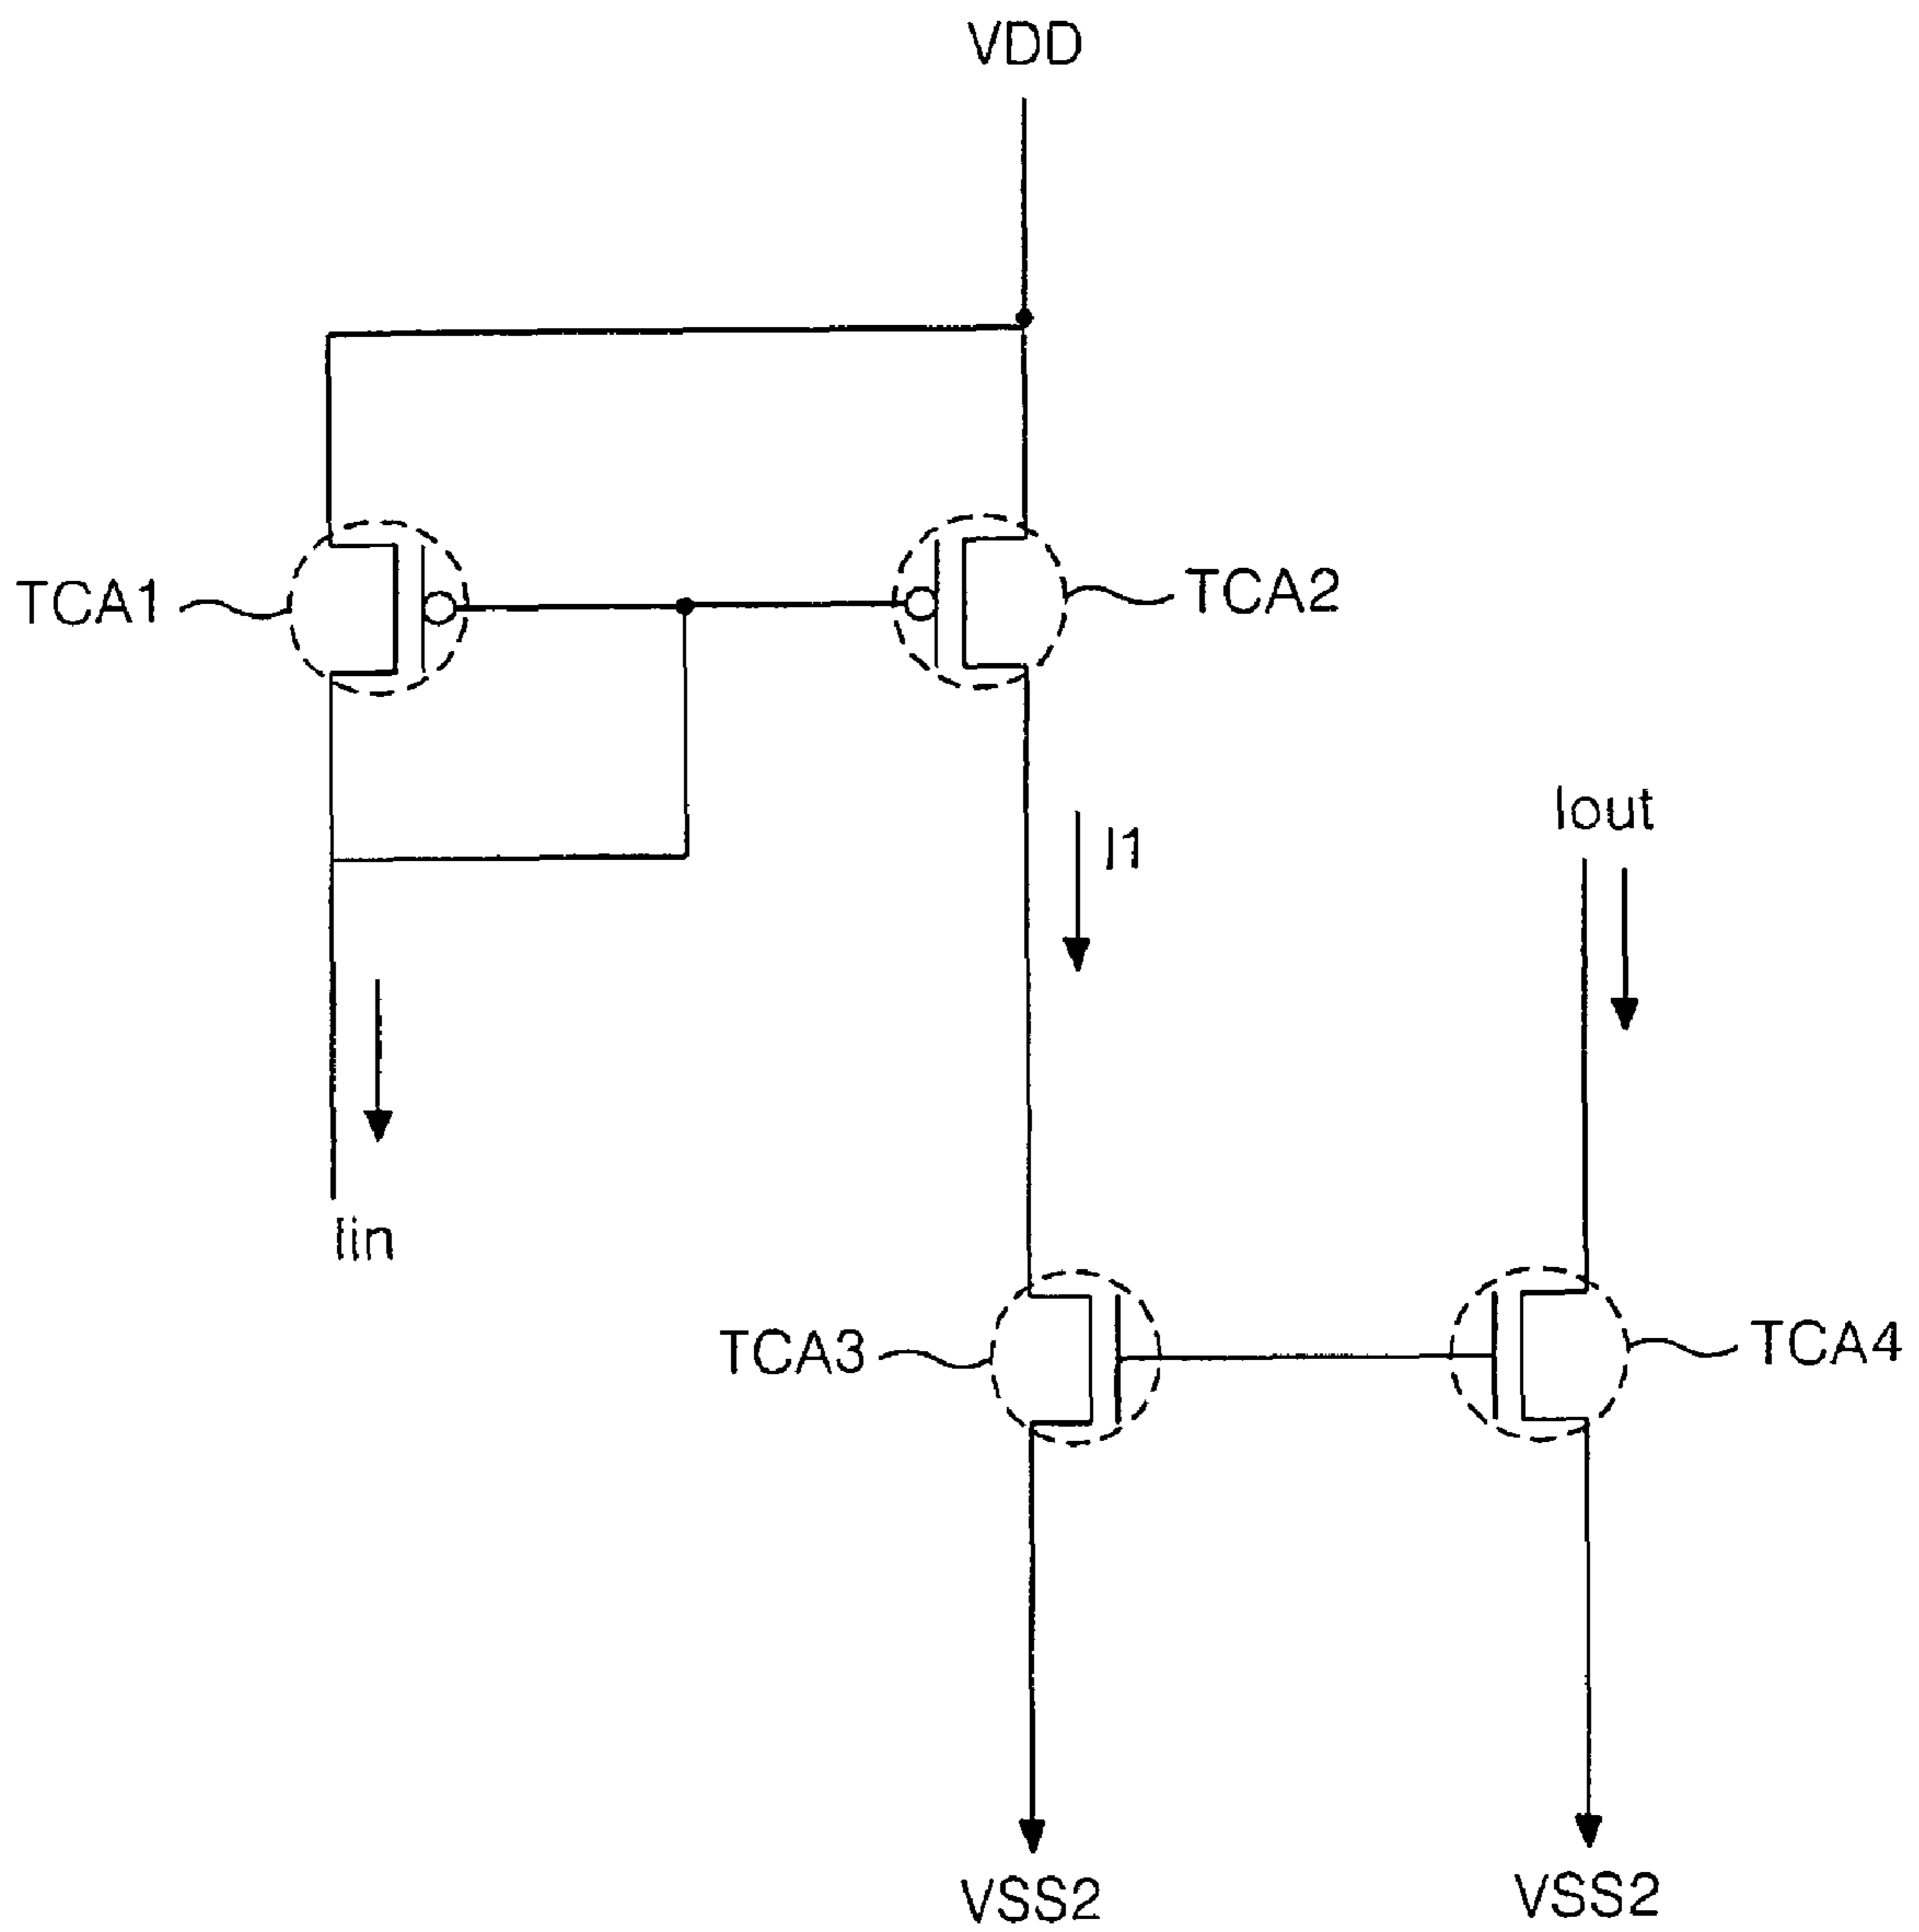 VDD
TCA1
TCA2
I1
Iout
Iin
TCA3
TCA4
VSS2
VSS2